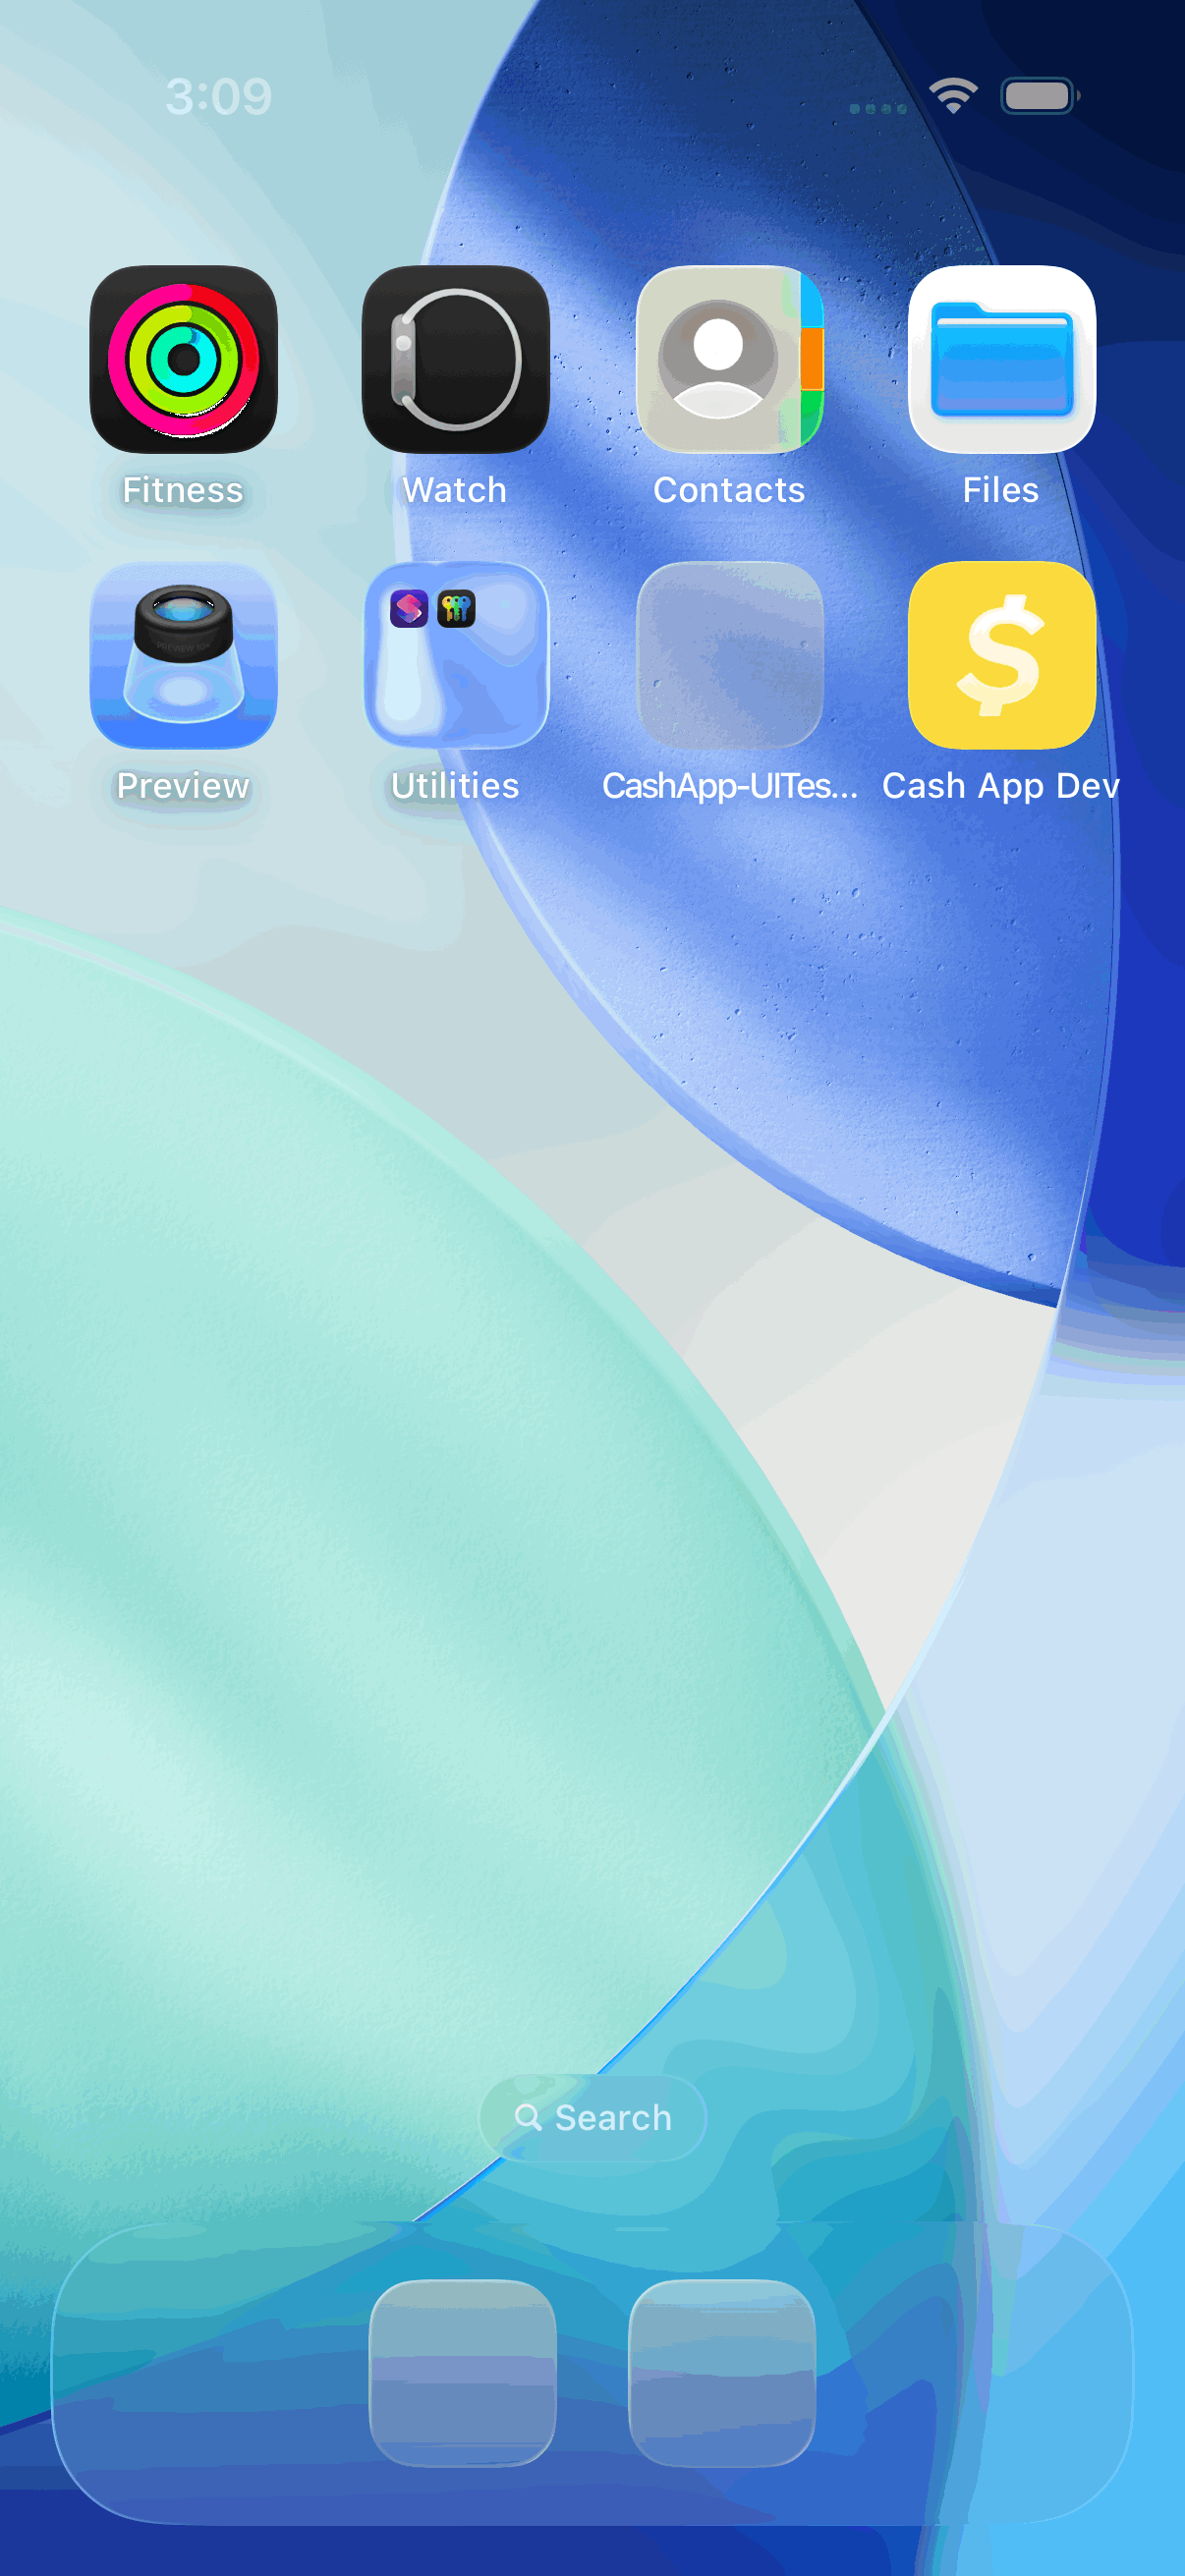 3:09
Fitness
Watch
Contacts
Files
Preview
Utilities
CashApp-UITes...
Cash App Dev
Search